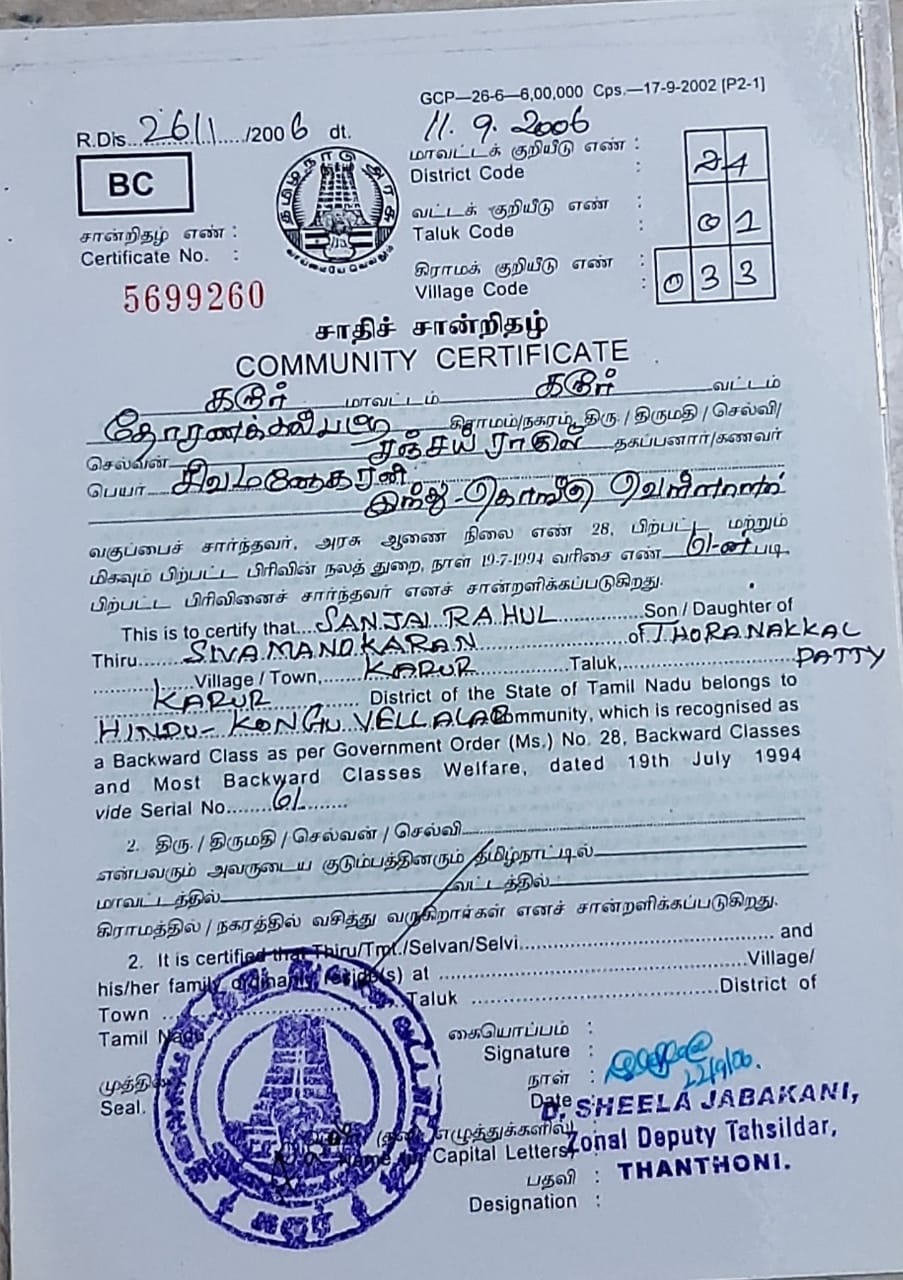 GCP—26-6—6,00,000 Cps.—17-9-2002 [P2-1]
R.Dis...2611...../2006 dt. 11.9.2006
BC
மாவட்டக் குறியீடு எண் :
District Code : 24
வட்டக் குறியீடு எண் :
Taluk Code : 01
கிராமக் குறியீடு எண் :
Village Code : 033
சான்றிதழ் எண் :
Certificate No. :
5699260
சாதிச் சான்றிதழ்
COMMUNITY CERTIFICATE
கரூர் மாவட்டம் கரூர் வட்டம்
கிராமம்/நகரம், திரு / திருமதி / செல்வி/
செல்வன் சஞ்சய் ராகுல் தகப்பனார்/கணவர்
பெயர் சிவமனோகரன்
இந்து-கொங்கு வெள்ளாளர்
வகுப்பைச் சார்ந்தவர், அரசு ஆணை நிலை எண் 28, பிற்பட்ட மற்றும்
மிகவும் பிற்பட்ட பிரிவின் நலத் துறை, நாள் 19-7-1994 வரிசை எண் 61-ன் படி
பிற்பட்ட பிரிவினைச் சார்ந்தவர் எனச் சான்றளிக்கப்படுகிறது.
This is to certify that...SANJAI RAHUL............Son / Daughter of
Thiru.......SIVAMANOKARAN............of THORANAKKAL
PATTY
............Village / Town,......KARUR............Taluk,............
KARUR............ District of the State of Tamil Nadu belongs to
HINDU-KONGU VELLALAR Community, which is recognised as
a Backward Class as per Government Order (Ms.) No. 28, Backward Classes
and Most Backward Classes Welfare, dated 19th July 1994
vide Serial No........61........
2. திரு. / திருமதி / செல்வன் / செல்வி
என்பவரும் அவருடைய குடும்பத்தினரும் தமிழ்நாட்டில்
மாவட்டத்தில் வட்டத்தில்
கிராமத்தில் / நகரத்தில் வசித்து வருகிறார்கள் எனச் சான்றளிக்கப்படுகிறது.
2. It is certified that Thiru/Tmt./Selvan/Selvi.............................. and
his/her family ordinarily reside(s) at ..............................Village/
Town ..............................Taluk ..............................District of
Tamil Nadu
கையொப்பம் :
Signature :
நாள் :
Date : 22/9/06.
Seal.
D. SHEELA JABAKANI,
Zonal Deputy Tahsildar,
THANTHONI.
எழுத்துக்களில்)
Name in Capital Letters
பதவி :
Designation :